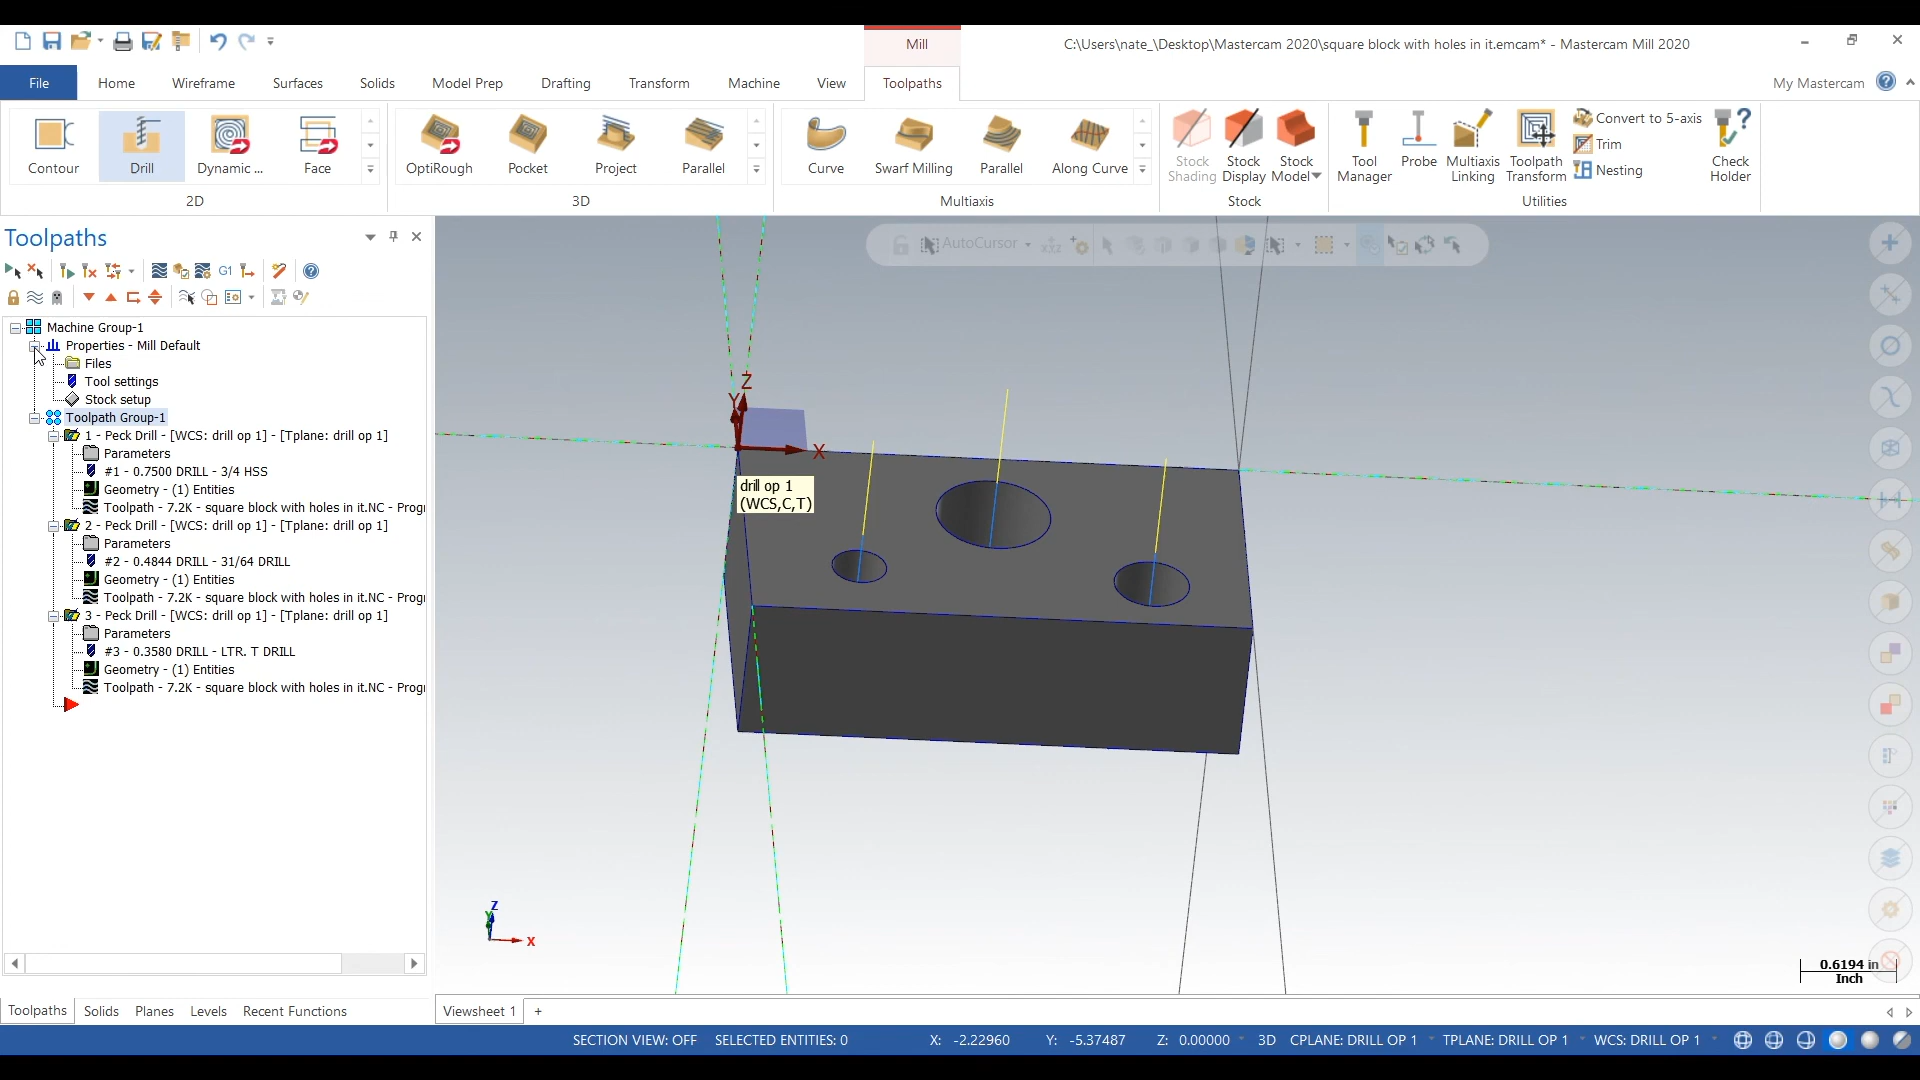 Mill
C:\Users\nate_\Desktop\Mastercam 2020\square block with holes in it.emcam* - Mastercam Mill 2020
File Home Wireframe Surfaces Solids Model Prep Drafting Transform Machine View Toolpaths My Mastercam
Contour Drill Dynamic ... Face
2D
OptiRough Pocket Project Parallel
3D
Curve Swarf Milling Parallel Along Curve
Multiaxis
Stock Shading Stock Display Stock Model
Stock
Tool Manager Probe Multiaxis Linking Toolpath Transform Convert to 5-axis
Trim
Nesting
Check Holder
Utilities
Toolpaths
G1
AutoCursor
Machine Group-1
Properties - Mill Default
Files
Tool settings
Stock setup
Toolpath Group-1
1 - Peck Drill - [WCS: drill op 1] - [Tplane: drill op 1]
Parameters
#1 - 0.7500 DRILL - 3/4 HSS
Geometry - (1) Entities
Toolpath - 7.2K - square block with holes in it.NC - Progr
2 - Peck Drill - [WCS: drill op 1] - [Tplane: drill op 1]
Parameters
#2 - 0.4844 DRILL - 31/64 DRILL
Geometry - (1) Entities
Toolpath - 7.2K - square block with holes in it.NC - Progr
3 - Peck Drill - [WCS: drill op 1] - [Tplane: drill op 1]
Parameters
#3 - 0.3580 DRILL - LTR. T DRILL
Geometry - (1) Entities
Toolpath - 7.2K - square block with holes in it.NC - Progr
Z
Y
X
drill op 1
(WCS,C,T)
Z
Y
X
0.6194 in
Inch
Toolpaths Solids Planes Levels Recent Functions
Viewsheet 1 +
SECTION VIEW: OFF SELECTED ENTITIES: 0 X: -2.22960 Y: -5.37487 Z: 0.00000 3D CPLANE: DRILL OP 1 TPLANE: DRILL OP 1 WCS: DRILL OP 1